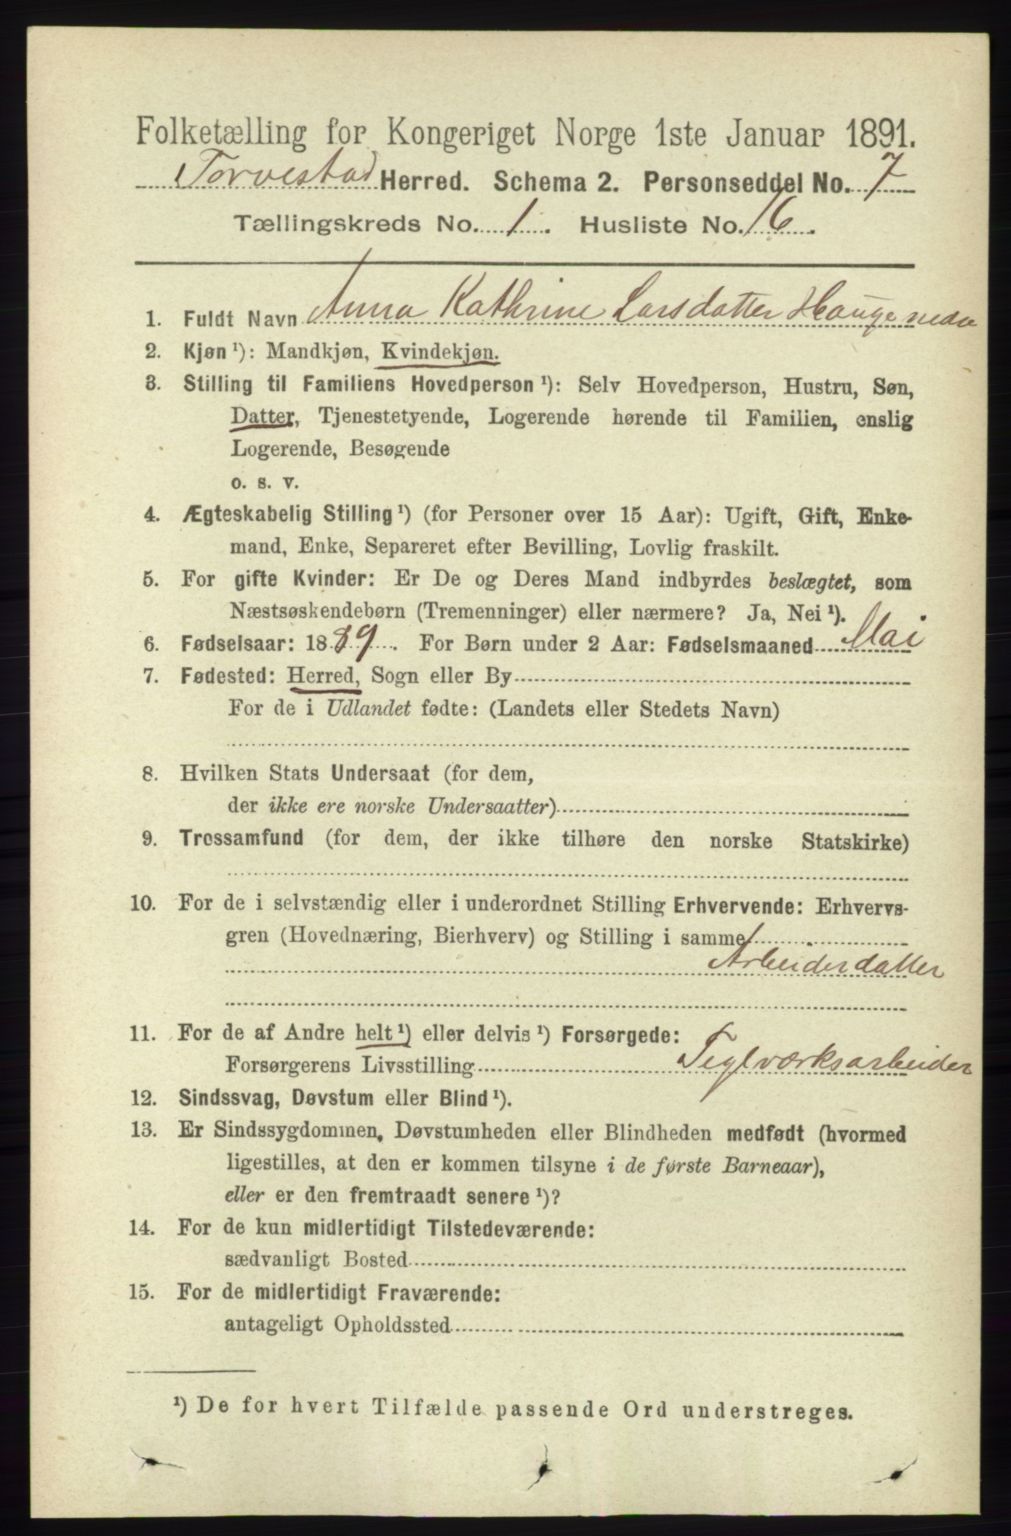 Folketælling for Kongeriget Norge 1ste Januar 1891.
Torvestad Herred. Schema 2. Personseddel No. 7
Tællingskreds No. 1. Husliste No. 16.
1. Fuldt Navn Anna Kathrine Larsdatter Hauge nedre
2. Kjøn ¹): Mandkjøn, Kvindekjøn.
3. Stilling til Familiens Hovedperson ¹): Selv Hovedperson, Hustru, Søn,
Datter, Tjenestetyende, Logerende hørende til Familien, enslig
Logerende, Besøgende
o. s. v.
4. Ægteskabelig Stilling ¹) (for Personer over 15 Aar): Ugift, Gift, Enke-
mand, Enke, Separeret efter Bevilling, Lovlig fraskilt.
5. For gifte Kvinder: Er De og Deres Mand indbyrdes beslægtet, som
Næstsøskendebørn (Tremenninger) eller nærmere? Ja, Nei ¹).
6. Fødselsaar: 1889. For Børn under 2 Aar: Fødselsmaaned Mai
7. Fødested: Herred, Sogn eller By
For de i Udlandet fødte: (Landets eller Stedets Navn)
8. Hvilken Stats Undersaat (for dem,
der ikke ere norske Undersaatter)
9. Trossamfund (for dem, der ikke tilhøre den norske Statskirke)
10. For de i selvstændig eller i underordnet Stilling Erhvervende: Erhvervs-
gren (Hovednæring, Bierhverv) og Stilling i samme
Arbeiderdatter
11. For de af Andre helt ¹) eller delvis ¹) Forsørgede:
Forsørgerens Livsstilling Teglværksarbeider
12. Sindssvag, Døvstum eller Blind ¹).
13. Er Sindssygdommen, Døvstumheden eller Blindheden medfødt (hvormed
ligestilles, at den er kommen tilsyne i de første Barneaar),
eller er den fremtraadt senere ¹)?
14. For de kun midlertidigt Tilstedeværende:
sædvanligt Bosted
15. For de midlertidigt Fraværende:
antageligt Opholdssted
¹) De for hvert Tilfælde passende Ord understreges.